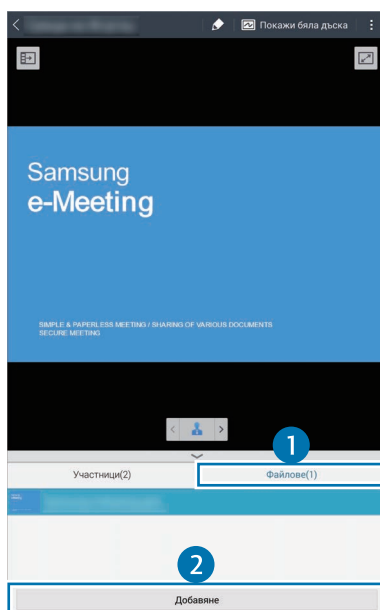 Покажи бяла дъска
Samsung
e-Meeting
SIMPLE & PAPERLESS MEETING / SHARING OF VARIOUS DOCUMENTS
SECURE MEETING
1
Участници(2)
Файлове(1)
2
Добавяне